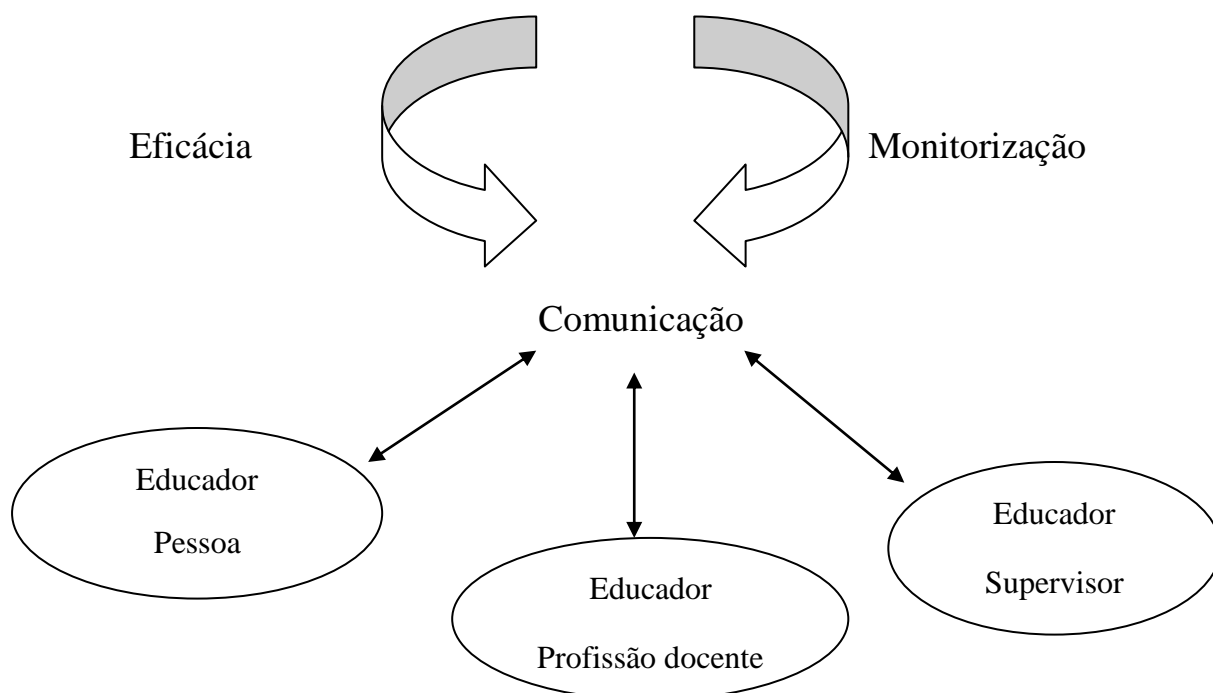 Eficácia
Monitorização
Comunicação
Educador
Pessoa
Educador
Profissão docente
Educador
Supervisor